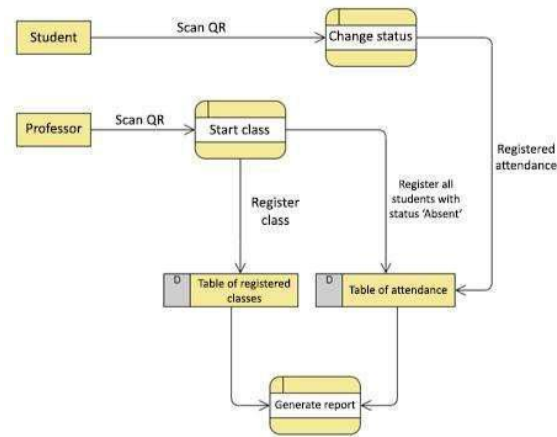 Student
Scan QR
Change status
Professor
Scan QR
Start class
Registered
attendance
Register
class
Register all
students with
status ‘Absent’
D
Table of registered
classes
D
Table of attendance
Generate report